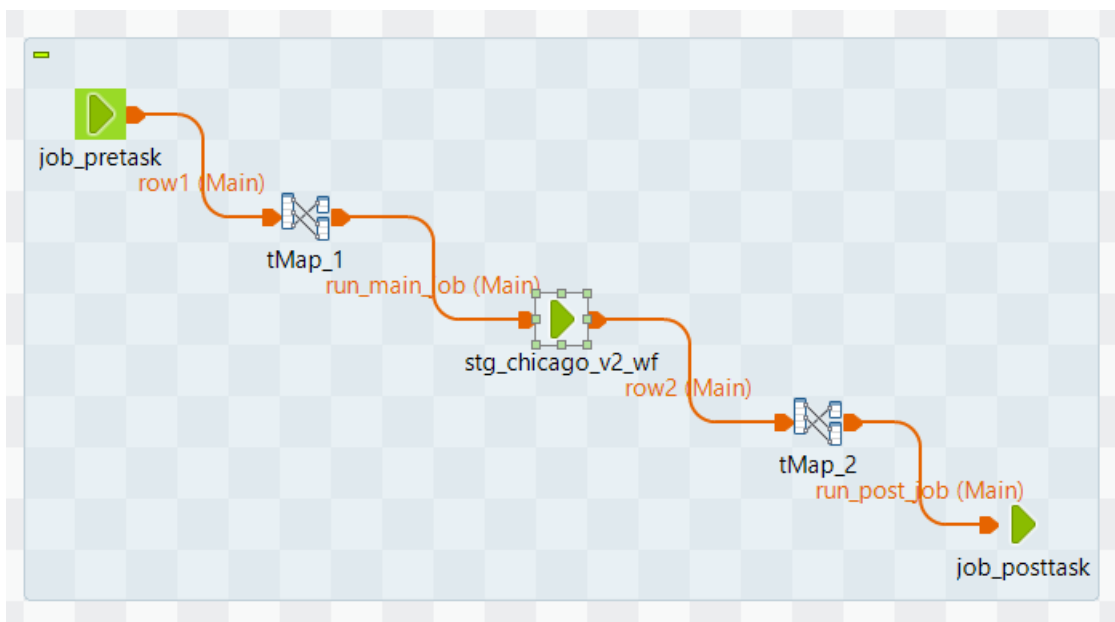 job_pretask
row1 (Main)
tMap_1
run_main_job (Main)
stg_chicago_v2_wf
row2 (Main)
tMap_2
run_post_job (Main)
job_posttask